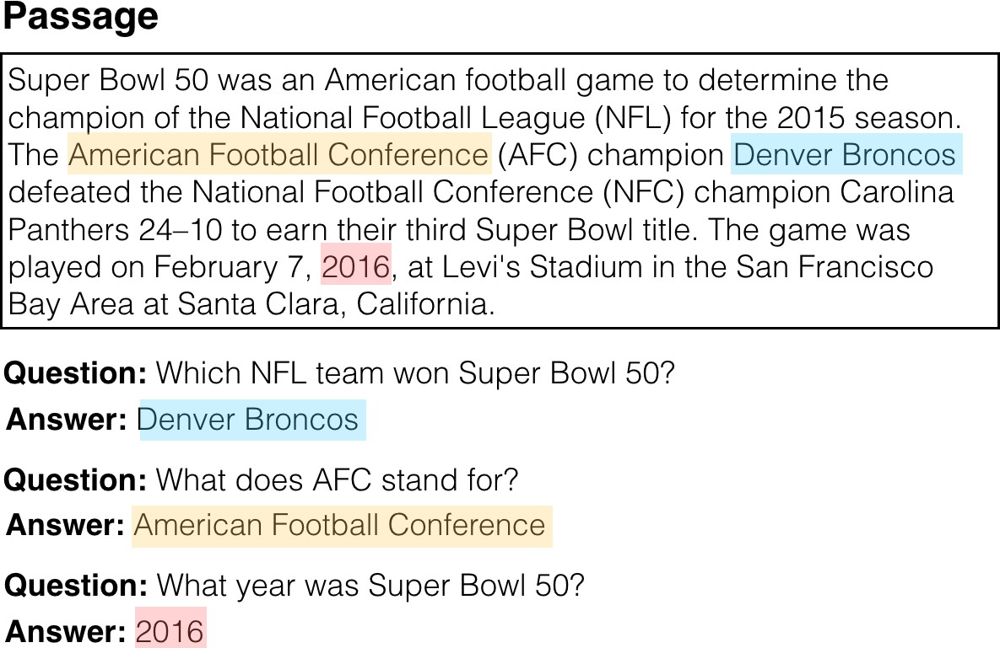 Passage
Super Bowl 50 was an American football game to determine the
champion of the National Football League (NFL) for the 2015 season.
The American Football Conference (AFC) champion Denver Broncos
defeated the National Football Conference (NFC) champion Carolina
Panthers 24–10 to earn their third Super Bowl title. The game was
played on February 7, 2016, at Levi's Stadium in the San Francisco
Bay Area at Santa Clara, California.
Question: Which NFL team won Super Bowl 50?
Answer: Denver Broncos
Question: What does AFC stand for?
Answer: American Football Conference
Question: What year was Super Bowl 50?
Answer: 2016